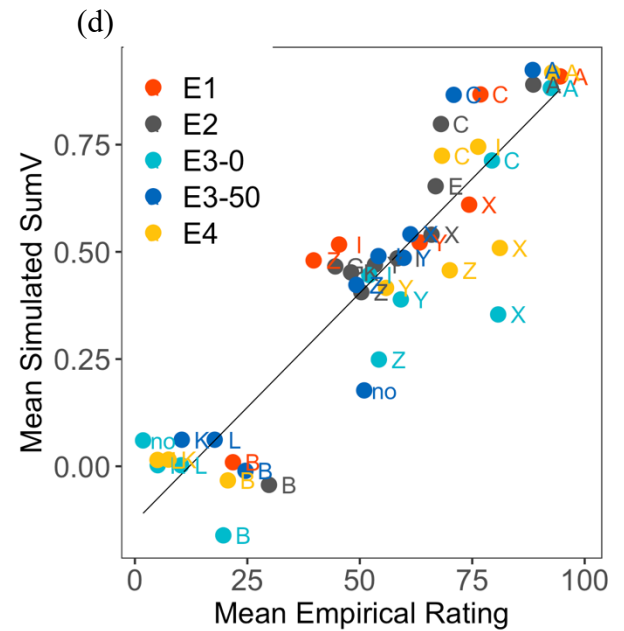 (d)
E1
E2
E3-0
E3-50
E4
A
A
A
C
C
C
C
I
C
E
X
X
X
Y
X
I
Z
Y
Z
Z
Z
Y
Y
X
Z
no
no
K
L
K
L
B
B
B
B
B
0.75
0.50
0.25
0.00
0
25
50
75
100
Mean Empirical Rating
Mean Simulated SumV